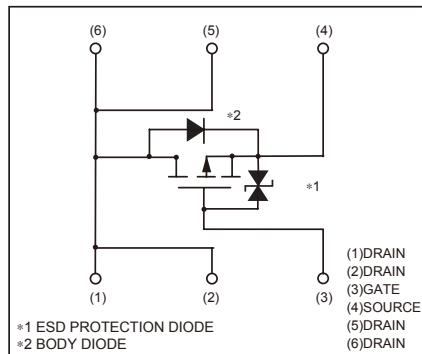 (6) (5) (4)
∗2
∗1
(1) (2) (3)
(1)DRAIN
(2)DRAIN
(3)GATE
(4)SOURCE
(5)DRAIN
(6)DRAIN
∗1 ESD PROTECTION DIODE
∗2 BODY DIODE